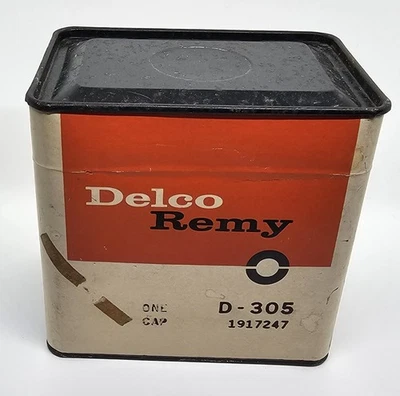 Delco
Remy
ONE D-305
CAP 1917247